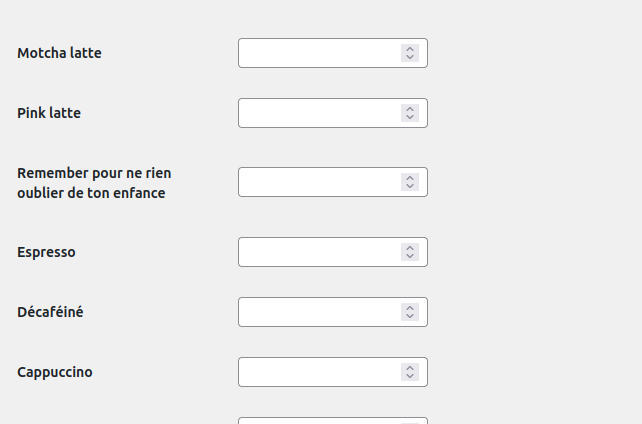 Motcha latte
Pink latte
Remember pour ne rien
oublier de ton enfance
Espresso
Décaféiné
Cappuccino